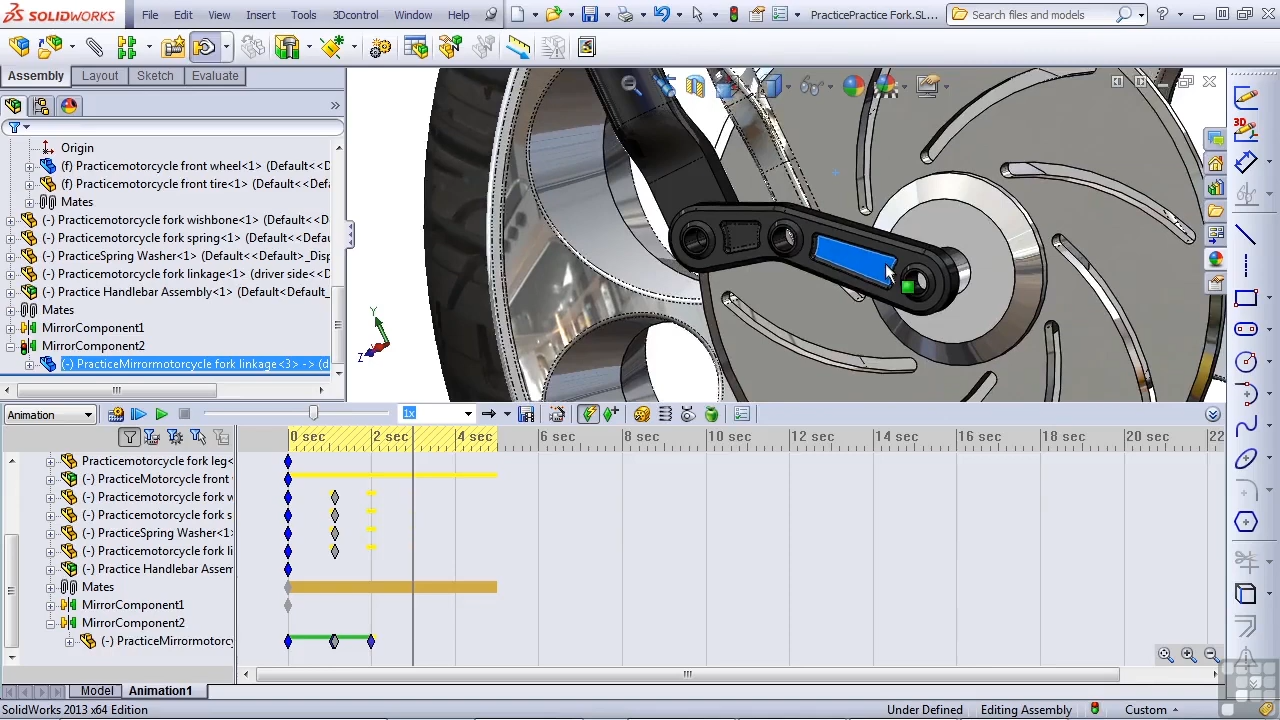 SOLIDWORKS File Edit View Insert Tools 3Dcontrol Window Help PracticePractice Fork.SL... Search files and models
Assembly Layout Sketch Evaluate
Origin
(f) Practicemotorcycle front wheel<1> (Default<<D
(f) Practicemotorcycle front tire<1> (Default<<Def
Mates
(-) Practicemotorcycle fork wishbone<1> (Default<<D
(-) Practicemotorcycle fork spring<1> (Default<<Defau
(-) PracticeSpring Washer<1> (Default<<Default>_Disp
(-) Practicemotorcycle fork linkage<1> (driver side<<D
(-) Practice Handlebar Assembly<1> (Default<Default_
Mates
MirrorComponent1
MirrorComponent2
(-) PracticeMirrormotorcycle fork linkage<3> -> (d
Y
Z
Animation 1x
0 sec 2 sec 4 sec 6 sec 8 sec 10 sec 12 sec 14 sec 16 sec 18 sec 20 sec 22
Practicemotorcycle fork leg<
(-) PracticeMotorcycle front
(-) Practicemotorcycle fork w
(-) Practicemotorcycle fork s
(-) PracticeSpring Washer<1>
(-) Practicemotorcycle fork li
(-) Practice Handlebar Assem
Mates
MirrorComponent1
MirrorComponent2
(-) PracticeMirrormotorc
Model Animation1
SolidWorks 2013 x64 Edition Under Defined Editing Assembly Custom